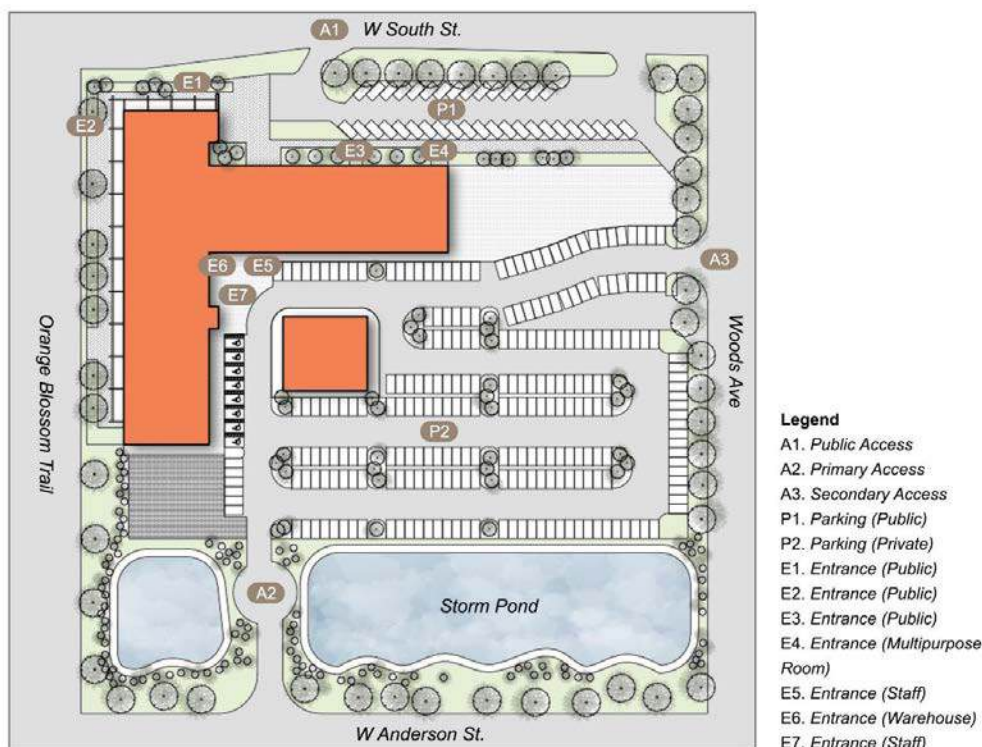 A1
W South St.
E1
P1
E2
E3
E4
E6
E5
A3
E7
Orange Blossom Trail
Woods Ave
P2
A2
Storm Pond
W Anderson St.
Legend
A1. Public Access
A2. Primary Access
A3. Secondary Access
P1. Parking (Public)
P2. Parking (Private)
E1. Entrance (Public)
E2. Entrance (Public)
E3. Entrance (Public)
E4. Entrance (Multipurpose
Room)
E5. Entrance (Staff)
E6. Entrance (Warehouse)
E7. Entrance (Staff)